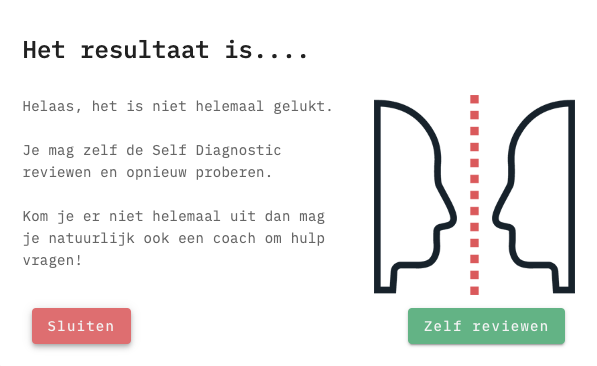 Het resultaat is....
Helaas, het is niet helemaal gelukt.
Je mag zelf de Self Diagnostic
reviewen en opnieuw proberen.
Kom je er niet helemaal uit dan mag
je natuurlijk ook een coach om hulp
vragen!
Sluiten
Zelf reviewen